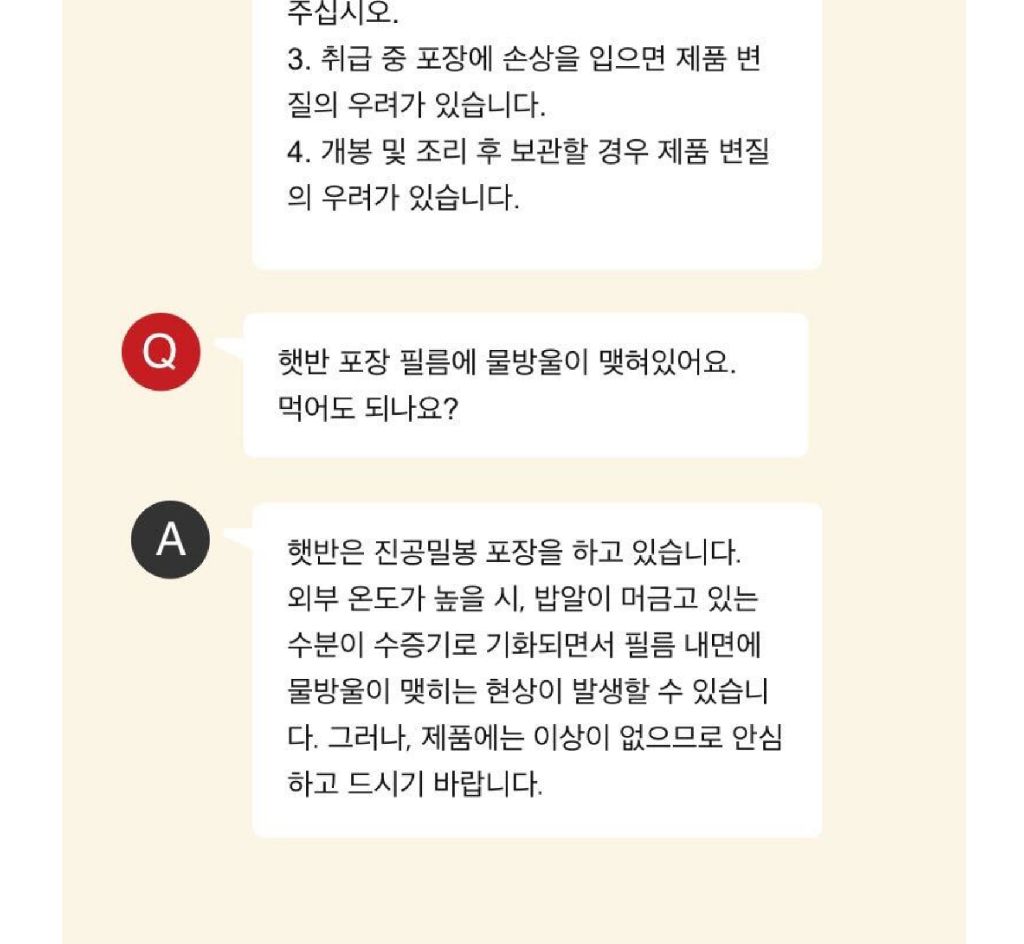 주십시오.
3. 취급 중 포장에 손상을 입으면 제품 변
질의 우려가 있습니다.
4. 개봉 및 조리 후 보관할 경우 제품 변질
의 우려가 있습니다.
Q
햇반 포장 필름에 물방울이 맺혀있어요.
먹어도 되나요?
A
햇반은 진공밀봉 포장을 하고 있습니다.
외부 온도가 높을 시, 밥알이 머금고 있는
수분이 수증기로 기화되면서 필름 내면에
물방울이 맺히는 현상이 발생할 수 있습니
다. 그러나, 제품에는 이상이 없으므로 안심
하고 드시기 바랍니다.